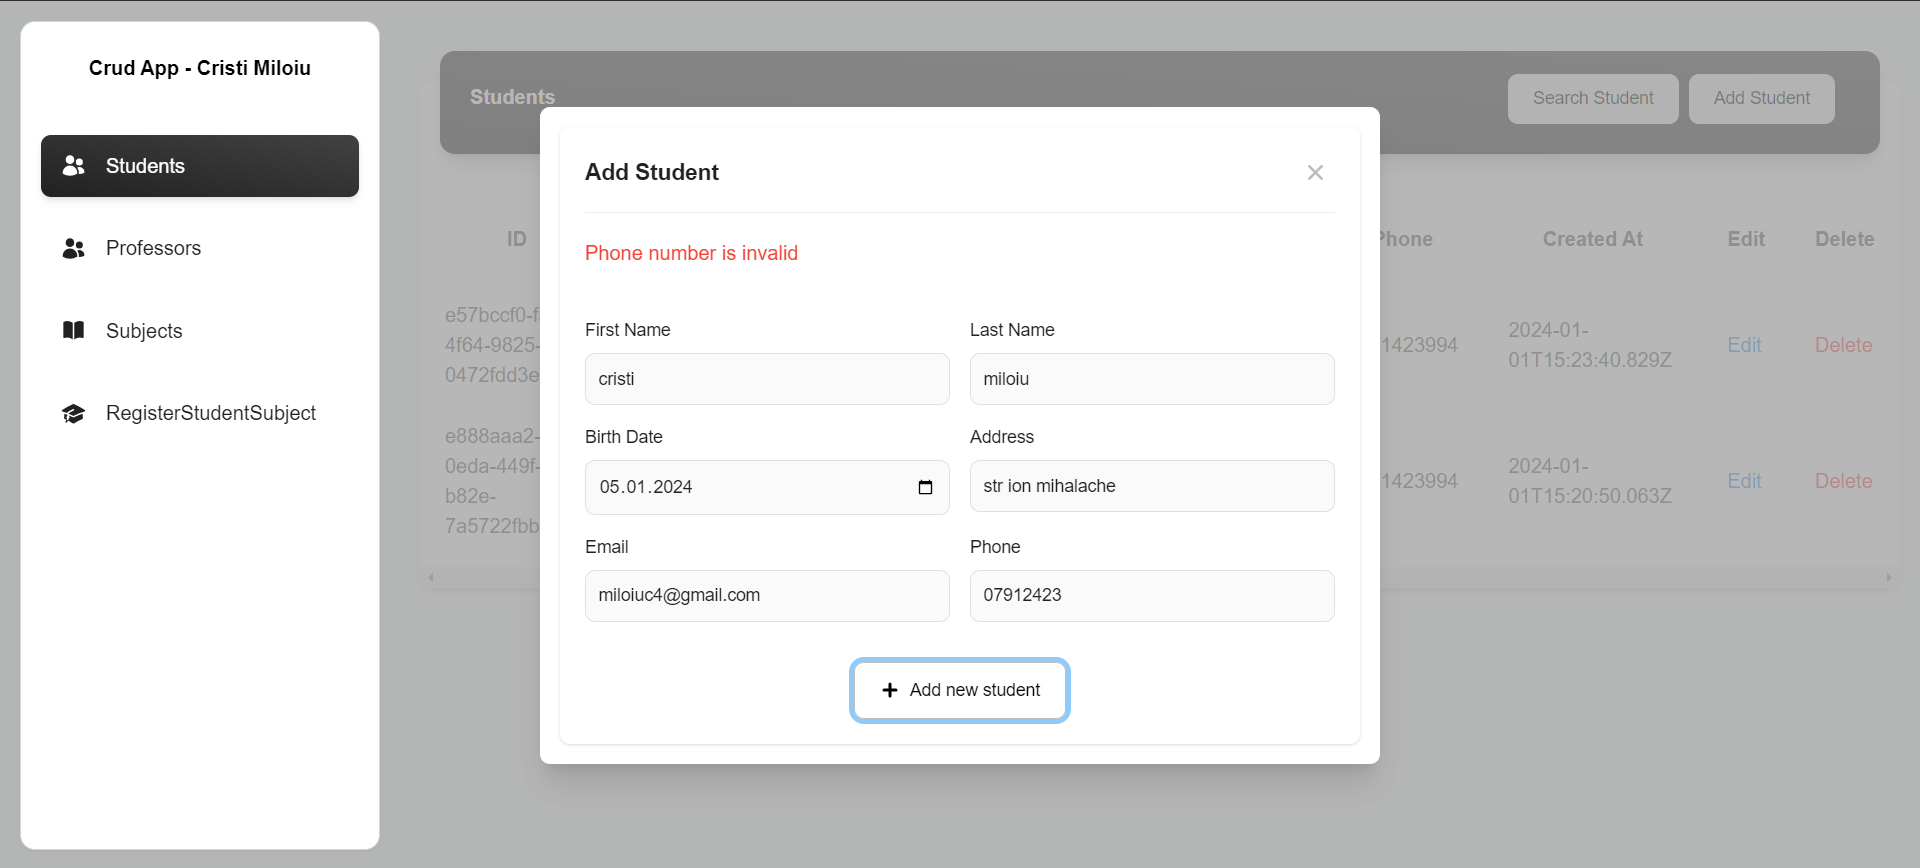 Crud App - Cristi Miloiu
Students
Professors
Subjects
RegisterStudentSubject
Students
Search Student
Add Student
ID
Phone
Created At
Edit
Delete
e57bccf0-f
4f64-9825-
0472fdd3e
1423994
2024-01-
01T15:23:40.829Z
Edit
Delete
e888aaa2-
0eda-449f-
b82e-
7a5722fbb
1423994
2024-01-
01T15:20:50.063Z
Edit
Delete
Add Student
Phone number is invalid
First Name
Last Name
cristi
miloiu
Birth Date
Address
05.01.2024
str ion mihalache
Email
Phone
miloiuc4@gmail.com
07912423
Add new student